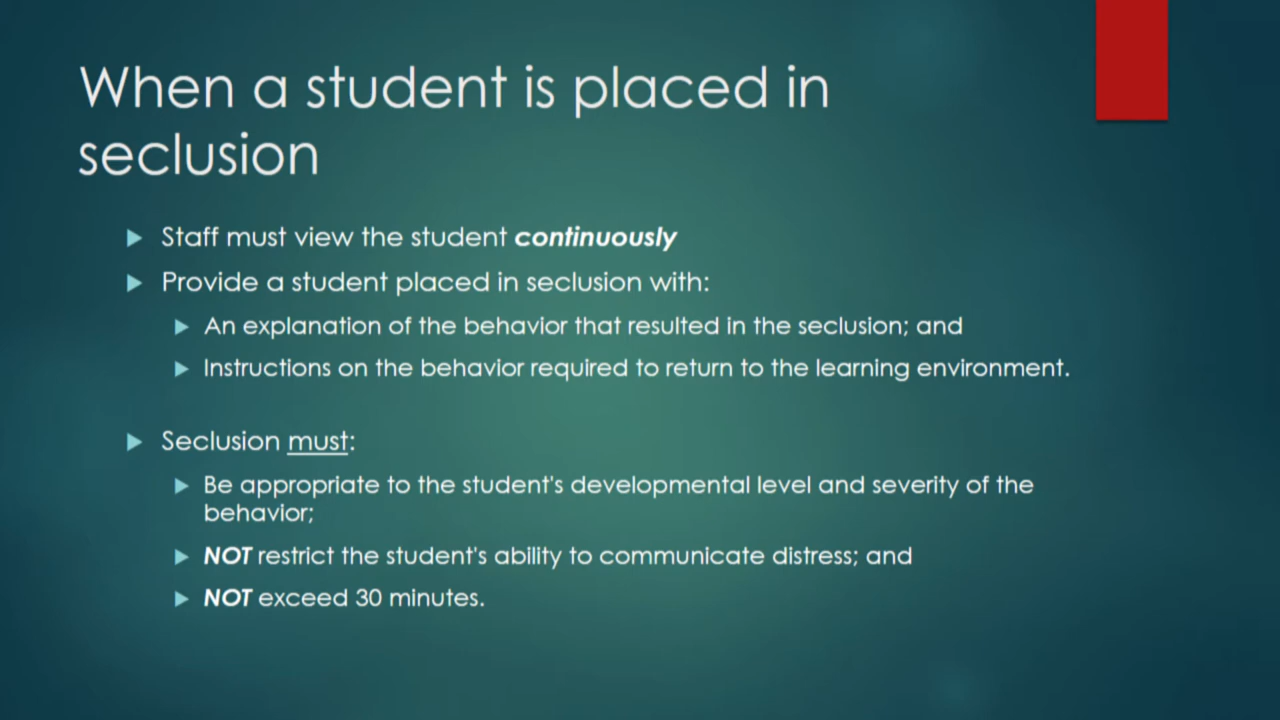 When a student is placed in
seclusion
Staff must view the student continuously
Provide a student placed in seclusion with:
An explanation of the behavior that resulted in the seclusion; and
Instructions on the behavior required to return to the learning environment.
Seclusion must:
Be appropriate to the student's developmental level and severity of the
behavior;
NOT restrict the student's ability to communicate distress; and
NOT exceed 30 minutes.